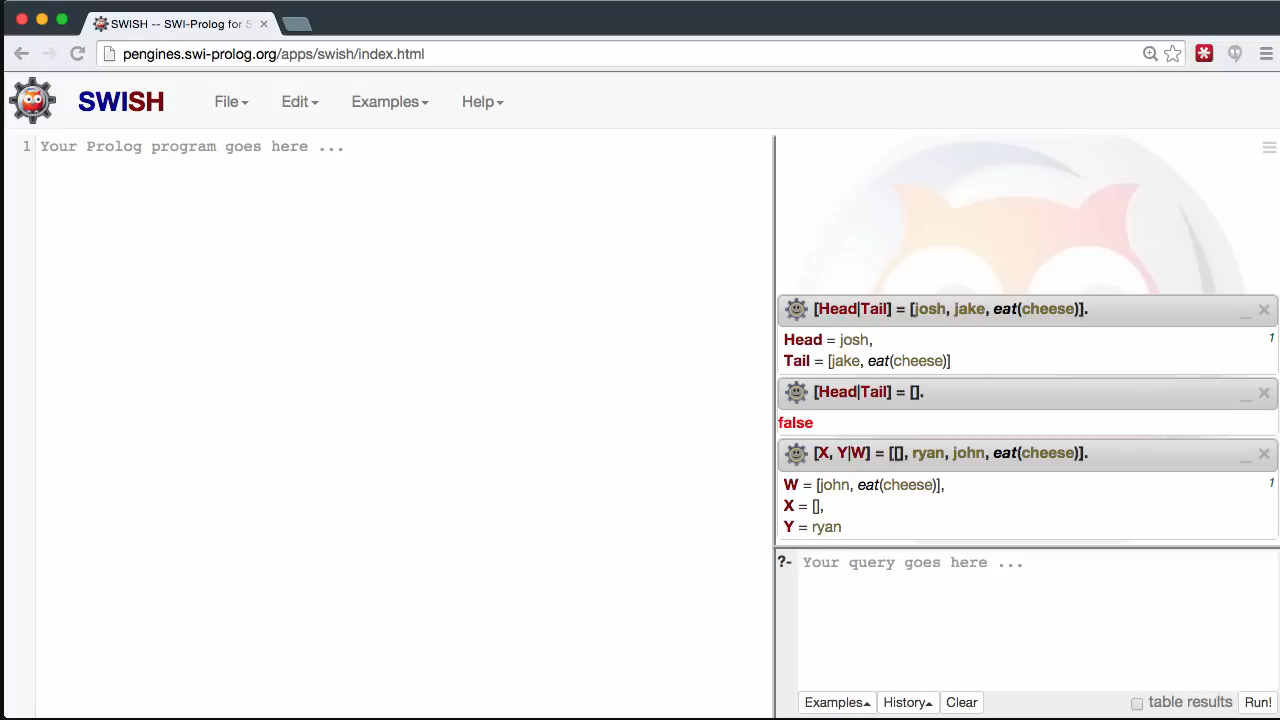 SWISH -- SWI-Prolog for S
pengines.swi-prolog.org/apps/swish/index.html
SWISH File Edit Examples Help
1 Your Prolog program goes here ...
[Head|Tail] = [josh, jake, eat(cheese)].
Head = josh, 1
Tail = [jake, eat(cheese)]
[Head|Tail] = [].
false
[X, Y|W] = [[], ryan, john, eat(cheese)].
W = [john, eat(cheese)], 1
X = [],
Y = ryan
?- Your query goes here ...
Examples History Clear table results Run!